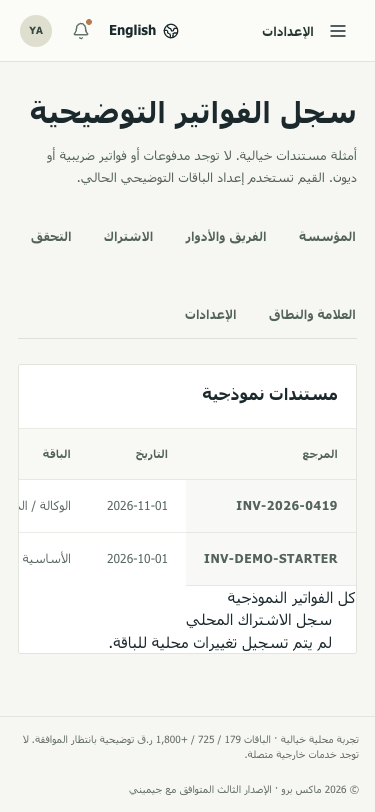 الإعدادات
English
YA
سجل الفواتير التوضيحية
أمثلة مستندات خيالية. لا توجد مدفوعات أو فواتير ضريبية أو
ديون. القيم تستخدم إعداد الباقات التوضيحي الحالي.
المؤسسة الفريق والأدوار الاشتراك التحقق
العلامة والنطاق الإعدادات
مستندات نموذجية
المرجع التاريخ الباقة
INV-2026-0419 2026-11-01 الوكالة /
INV-DEMO-STARTER 2026-10-01 الأساسية
كل الفواتير النموذجية
سجل الاشتراك المحلي
لم يتم تسجيل تغييرات محلية للباقة.
تجربة محلية خيالية · الباقات 179 / 725 / +1,800 ر.ق توضيحية بانتظار الموافقة. لا
توجد خدمات خارجية متصلة.
© 2026 ماكس برو · الإصدار الثالث المتوافق مع جيميني